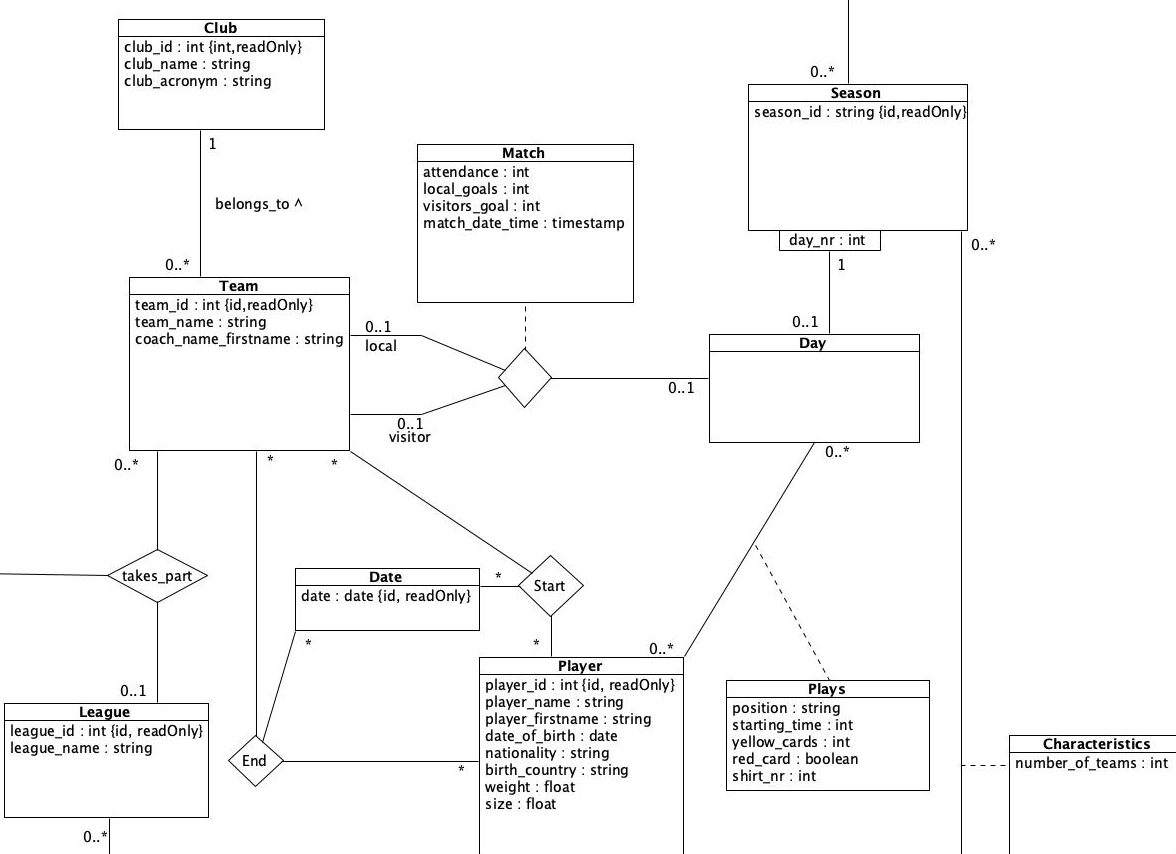 Club
club_id : int {int,readOnly}
club_name : string
club_acronym : string
1
belongs_to ^
0..*
Team
team_id : int {id,readOnly}
team_name : string
coach_name_firstname : string
Match
attendance : int
local_goals : int
visitors_goal : int
match_date_time : timestamp
0..*
Season
season_id : string {id,readOnly}
day_nr : int
0..*
1
0..1
Day
0..1
local
0..1
visitor
0..1
0..*
0..*
*
*
takes_part
0..1
League
league_id : int {id, readOnly}
league_name : string
0..*
Date
date : date {id, readOnly}
*
*
Start
*
End
*
0..*
Player
player_id : int {id, readOnly}
player_name : string
player_firstname : string
date_of_birth : date
nationality : string
birth_country : string
weight : float
size : float
Plays
position : string
starting_time : int
yellow_cards : int
red_card : boolean
shirt_nr : int
Characteristics
number_of_teams : int